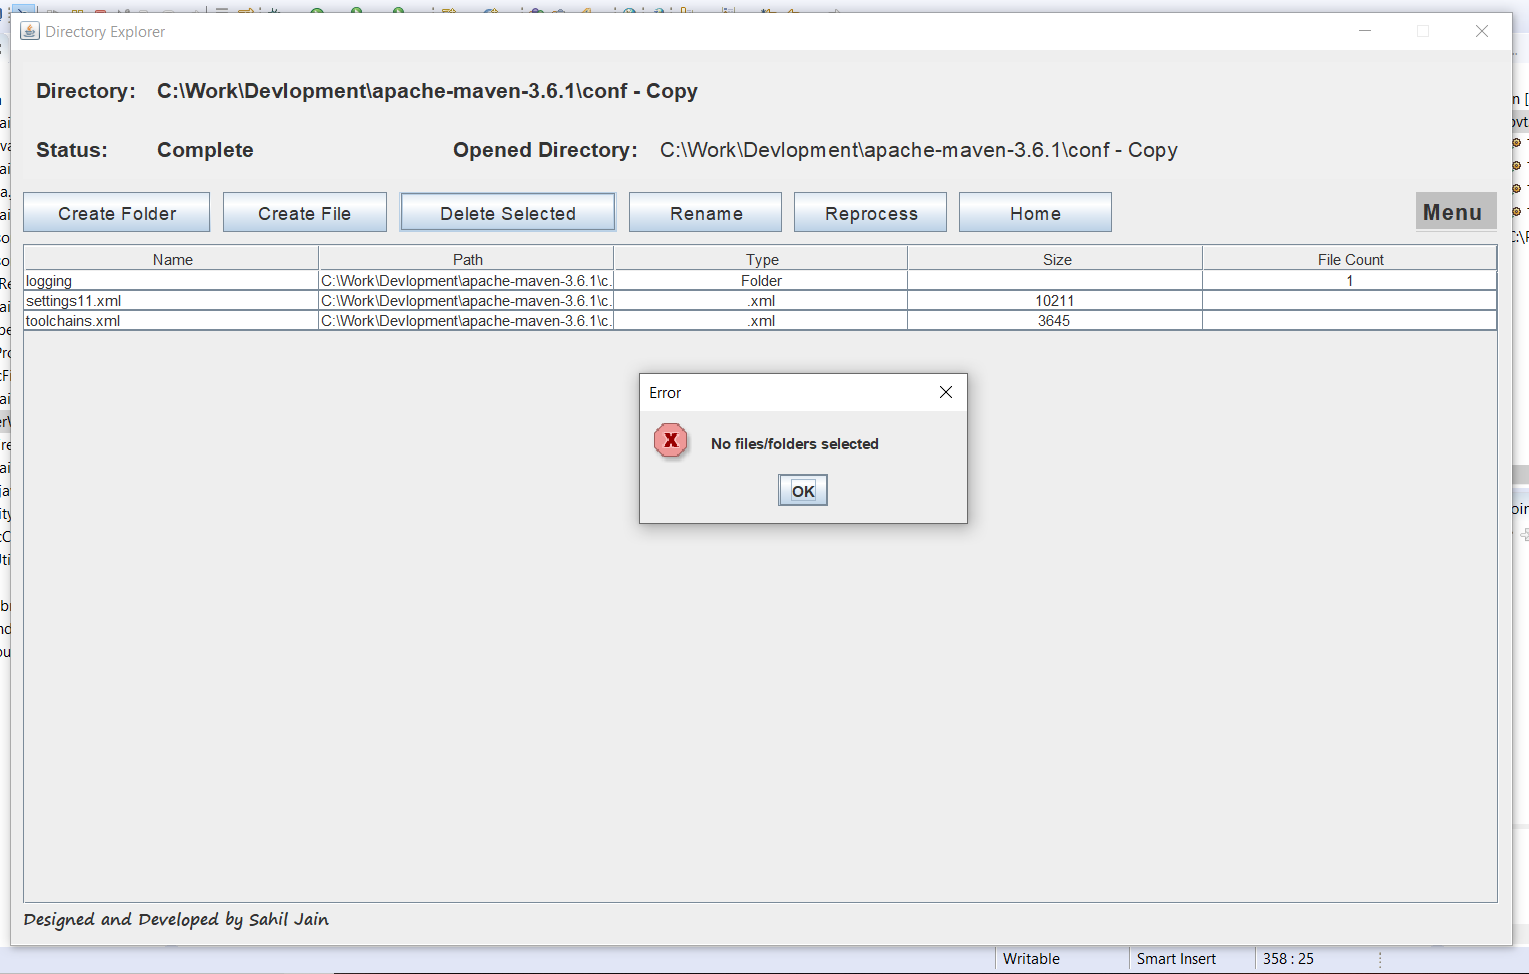 Directory Explorer
Directory: C:\Work\Devlopment\apache-maven-3.6.1\conf - Copy
Status: Complete Opened Directory: C:\Work\Devlopment\apache-maven-3.6.1\conf - Copy
Create Folder Create File Delete Selected Rename Reprocess Home Menu
Name Path Type Size File Count
logging C:\Work\Devlopment\apache-maven-3.6.1\c. Folder 1
settings11.xml C:\Work\Devlopment\apache-maven-3.6.1\c. .xml 10211
toolchains.xml C:\Work\Devlopment\apache-maven-3.6.1\c. .xml 3645
Error
X No files/folders selected
OK
Designed and Developed by Sahil Jain
Writable Smart Insert 358 : 25